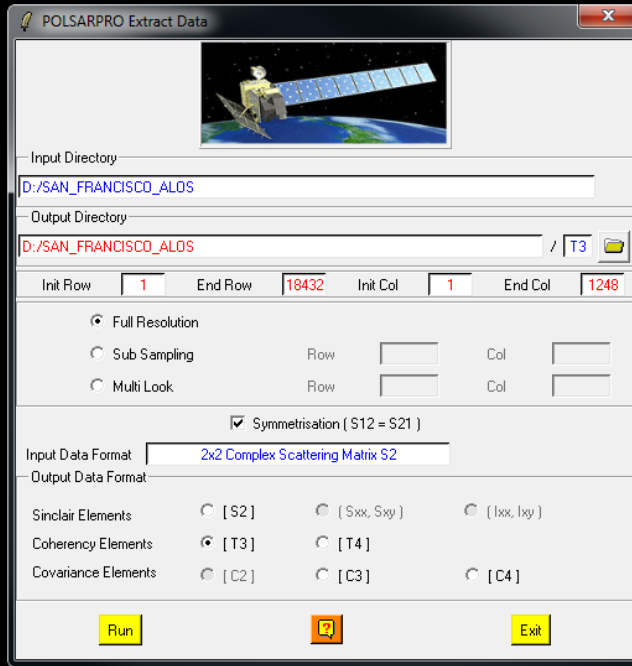 POLSARPRO Extract Data
Input Directory
D:/SAN_FRANCISCO_ALOS
Output Directory
D:/SAN_FRANCISCO_ALOS / T3
Init Row 1 End Row 18432 Init Col 1 End Col 1248
Full Resolution
Sub Sampling Row Col
Multi Look Row Col
Symmetrisation ( S12 = S21 )
Input Data Format 2x2 Complex Scattering Matrix S2
Output Data Format
Sinclair Elements [ S2 ] ( Sxx, Sxy ) ( Ixx, Ixy )
Coherency Elements [ T3 ] [ T4 ]
Covariance Elements [ C2 ] [ C3 ] [ C4 ]
Run ? Exit